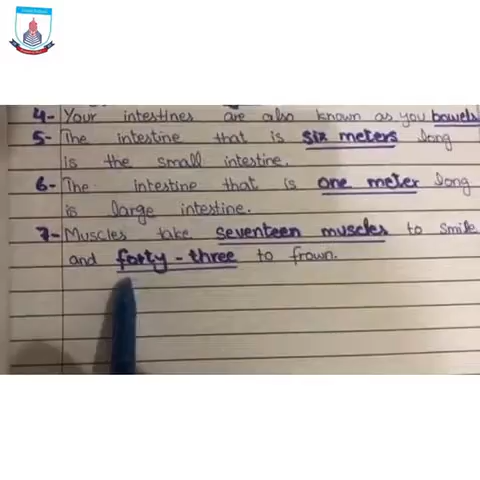 4- Your intestines are also known as you bowels
5- The intestine that is six meters long
is the small intestine.
6- The intestine that is one meter long
is large intestine.
7- Muscles take seventeen muscles to smile
and forty-three to frown.